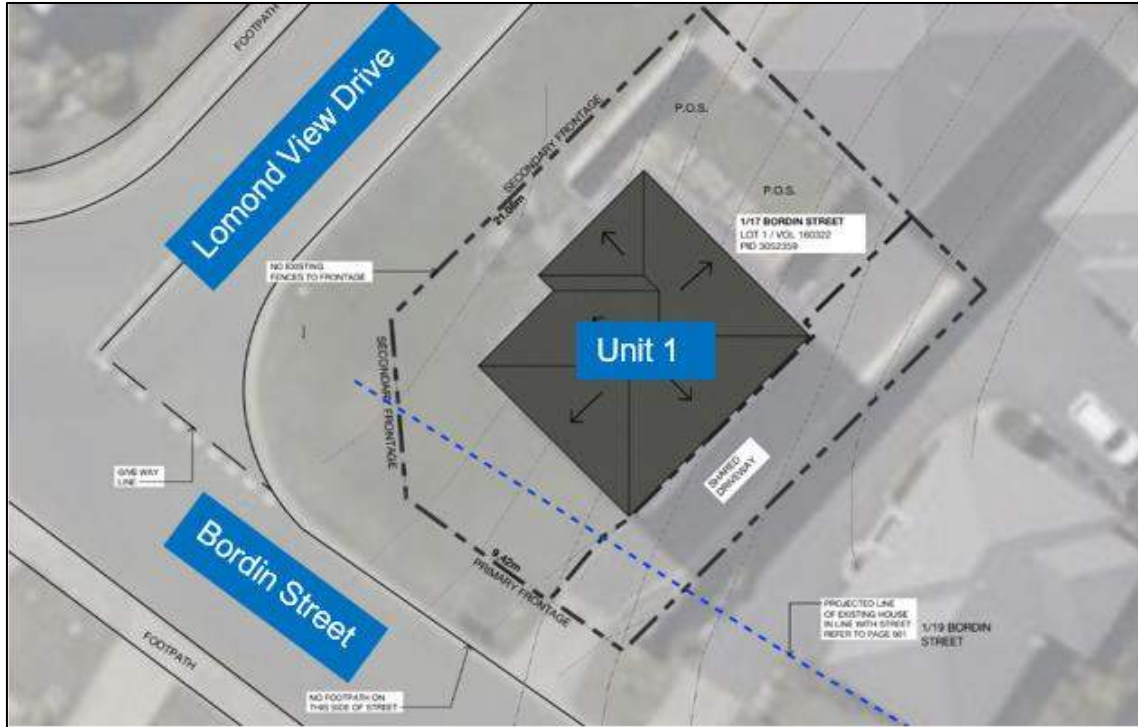 FOOTPATH
Lomond View Drive
P.O.S.
SECONDARY FRONTAGE
P.O.S.
1/17 BORDIN STREET
LOT 1 / VOL 160322
PID 3052359
NO EXISTING
FENCES TO FRONTAGE
Unit 1
SECONDARY FRONTAGE
SHARED
DRIVEWAY
GIVE WAY
LINE
Bordin Street
9.42m
PRIMARY FRONTAGE
PROJECTED LINE
OF EXISTING HOUSE
IN LINE WITH STREET
REFER TO PAGE
1/19 BORDIN
STREET
FOOTPATH
NO FOOTPATH ON
THIS SIDE OF STREET